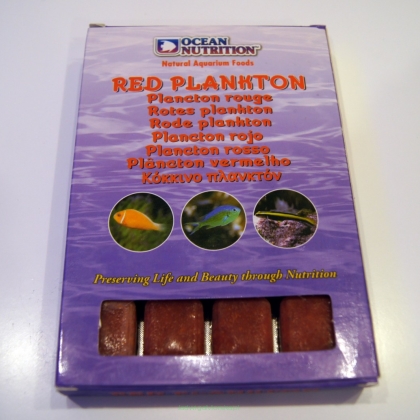 OCEAN
NUTRITION
Natural Aquarium Foods
RED PLANKTON
Plancton rouge
Rotes plankton
Rode plankton
Plancton rojo
Plancton rosso
Plâncton vermelho
Κόκκινο πλανκτόν
Preserving Life and Beauty through Nutrition